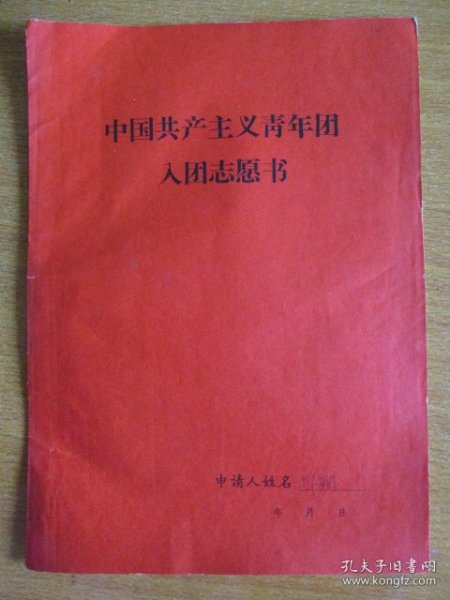 中国共产主义青年团
入团志愿书
申请人姓名
年 月 日
孔夫子旧书网
www.kongfz.com